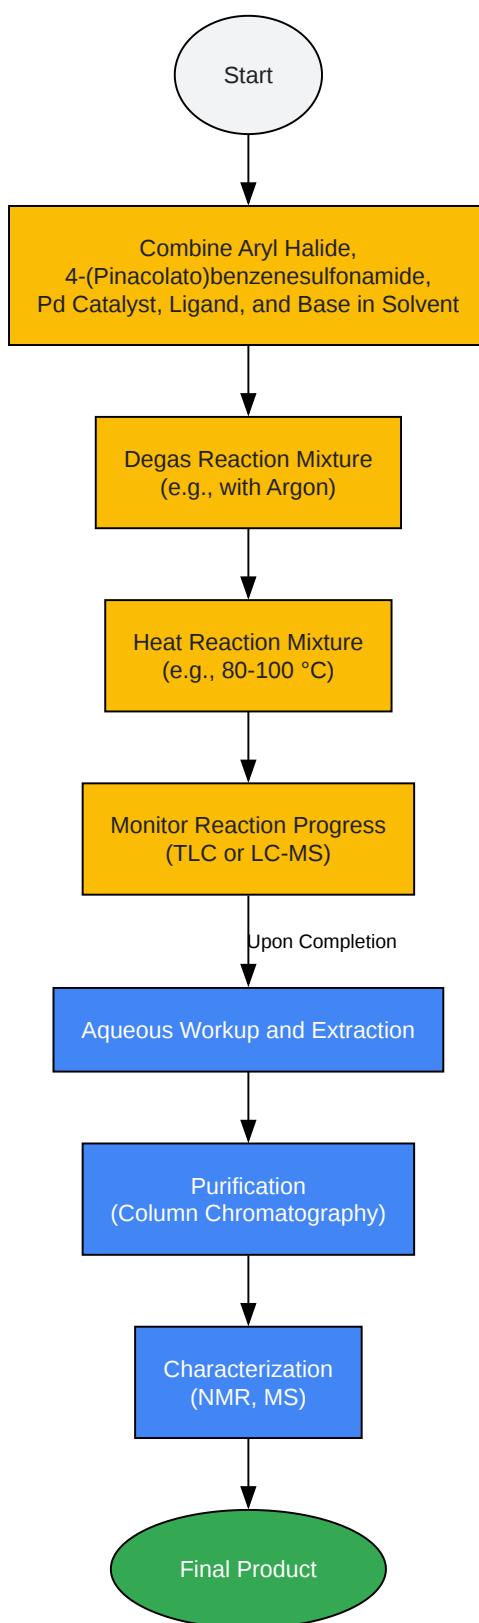 Start
Combine Aryl Halide,
4-(Pinacolato)benzenesulfonamide,
Pd Catalyst, Ligand, and Base in Solvent
Degas Reaction Mixture
(e.g., with Argon)
Heat Reaction Mixture
(e.g., 80-100 °C)
Monitor Reaction Progress
(TLC or LC-MS)
Upon Completion
Aqueous Workup and Extraction
Purification
(Column Chromatography)
Characterization
(NMR, MS)
Final Product